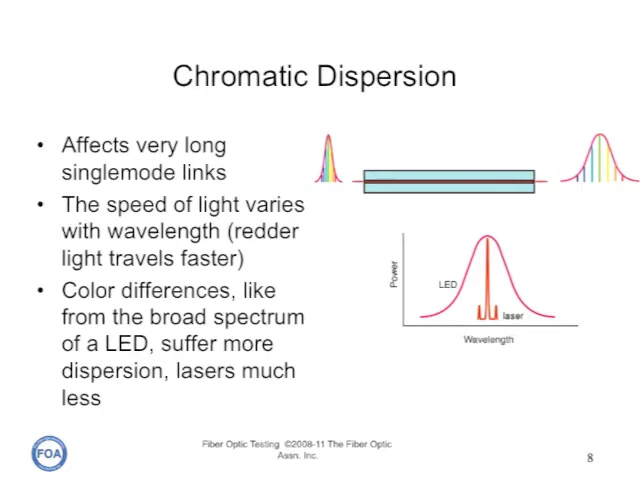 Chromatic Dispersion
• Affects very long
singlemode links
• The speed of light varies
with wavelength (redder
light travels faster)
• Color differences, like
from the broad spectrum
of a LED, suffer more
dispersion, lasers much
less
Power
LED
laser
Wavelength
FOA
Fiber Optic Testing ©2008-11 The Fiber Optic
Assn. Inc.
8